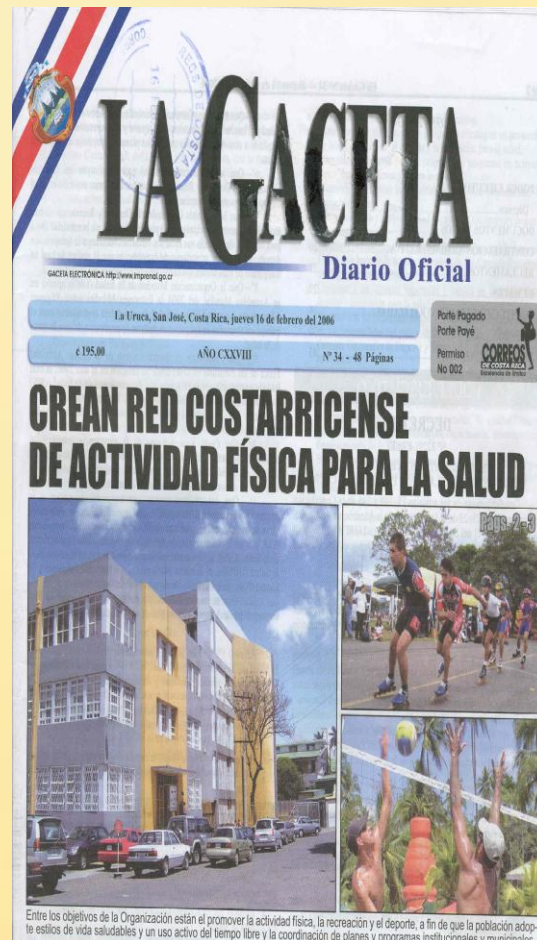 CORREOS DE COSTA R
LA GACETA
Diario Oficial
GACETA ELECTRÓNICA http://www.imprenal.go.cr
La Uruca, San José, Costa Rica, jueves 16 de febrero del 2006
¢ 195,00 AÑO CXXVIII Nº 34 - 48 Páginas
Porte Pagado
Porte Payé
Permiso
No 002
CORREOS
DE COSTA RICA
CREAN RED COSTARRICENSE
DE ACTIVIDAD FÍSICA PARA LA SALUD
Págs. 2-3
Entre los objetivos de la Organización están el promover la actividad física, la recreación y el deporte, a fin de que la población adop-
te estilos de vida saludables y un uso activo del tiempo libre y la coordinación de planes y programas institucionales y municipales